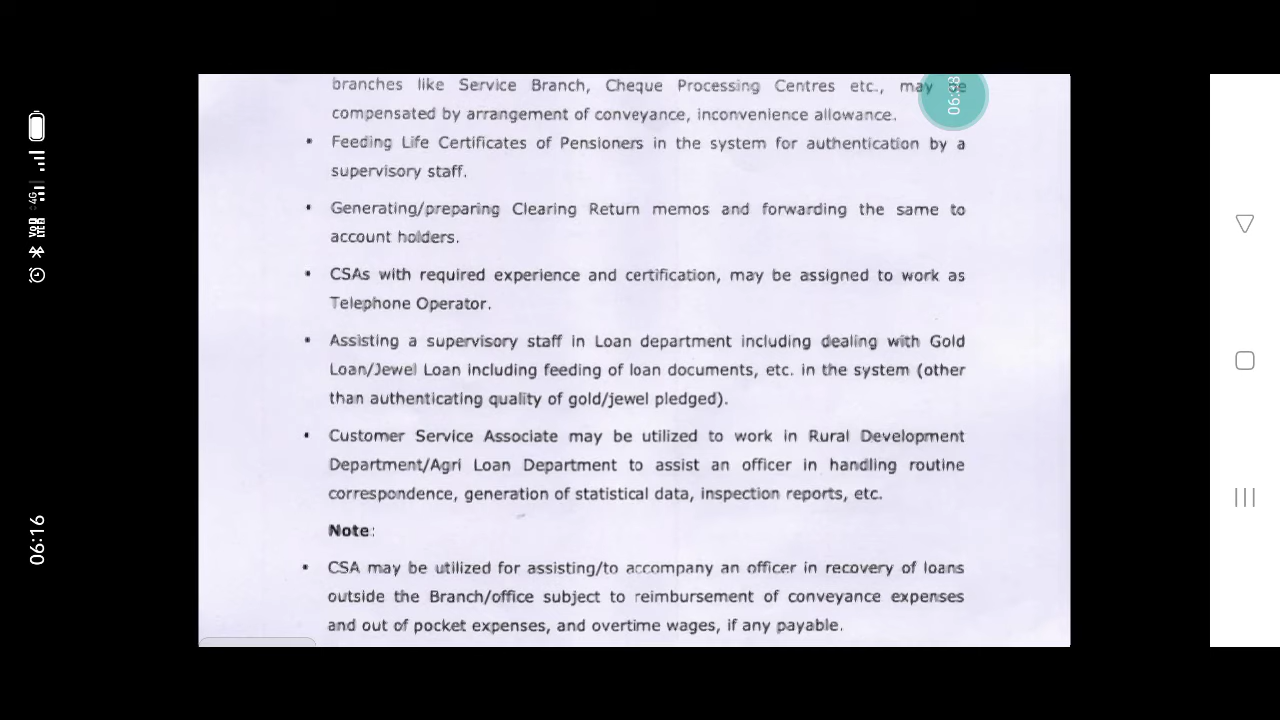 branches like Service Branch, Cheque Processing Centres etc., may be
compensated by arrangement of conveyance, inconvenience allowance.
06:33
▪ Feeding Life Certificates of Pensioners in the system for authentication by a
supervisory staff.
▪ Generating/preparing Clearing Return memos and forwarding the same to
account holders.
▪ CSAs with required experience and certification, may be assigned to work as
Telephone Operator.
▪ Assisting a supervisory staff in Loan department including dealing with Gold
Loan/Jewel Loan including feeding of loan documents, etc. in the system (other
than authenticating quality of gold/jewel pledged).
▪ Customer Service Associate may be utilized to work in Rural Development
Department/Agri Loan Department to assist an officer in handling routine
correspondence, generation of statistical data, inspection reports, etc.
Note:
▪ CSA may be utilized for assisting/to accompany an officer in recovery of loans
outside the Branch/office subject to reimbursement of conveyance expenses
and out of pocket expenses, and overtime wages, if any payable.
06:16
4G
VoD
LTE